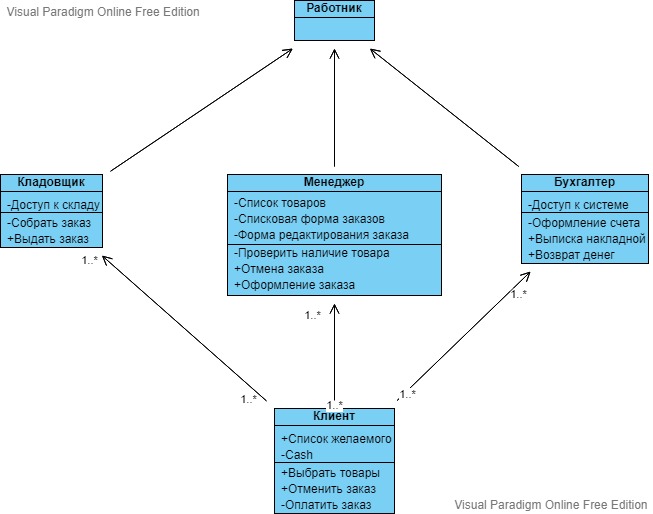 Visual Paradigm Online Free Edition
Работник
Кладовщик
-Доступ к складу
-Собрать заказ
+Выдать заказ
Менеджер
-Список товаров
-Списковая форма заказов
-Форма редактирования заказа
-Проверить наличие товара
+Отмена заказа
+Оформление заказа
Бухгалтер
-Доступ к системе
-Оформление счета
+Выписка накладной
+Возврат денег
1..*
1..*
1..*
1..*
1..*
1..*
Клиент
+Список желаемого
-Cash
+Выбрать товары
+Отменить заказ
-Оплатить заказ
Visual Paradigm Online Free Edition